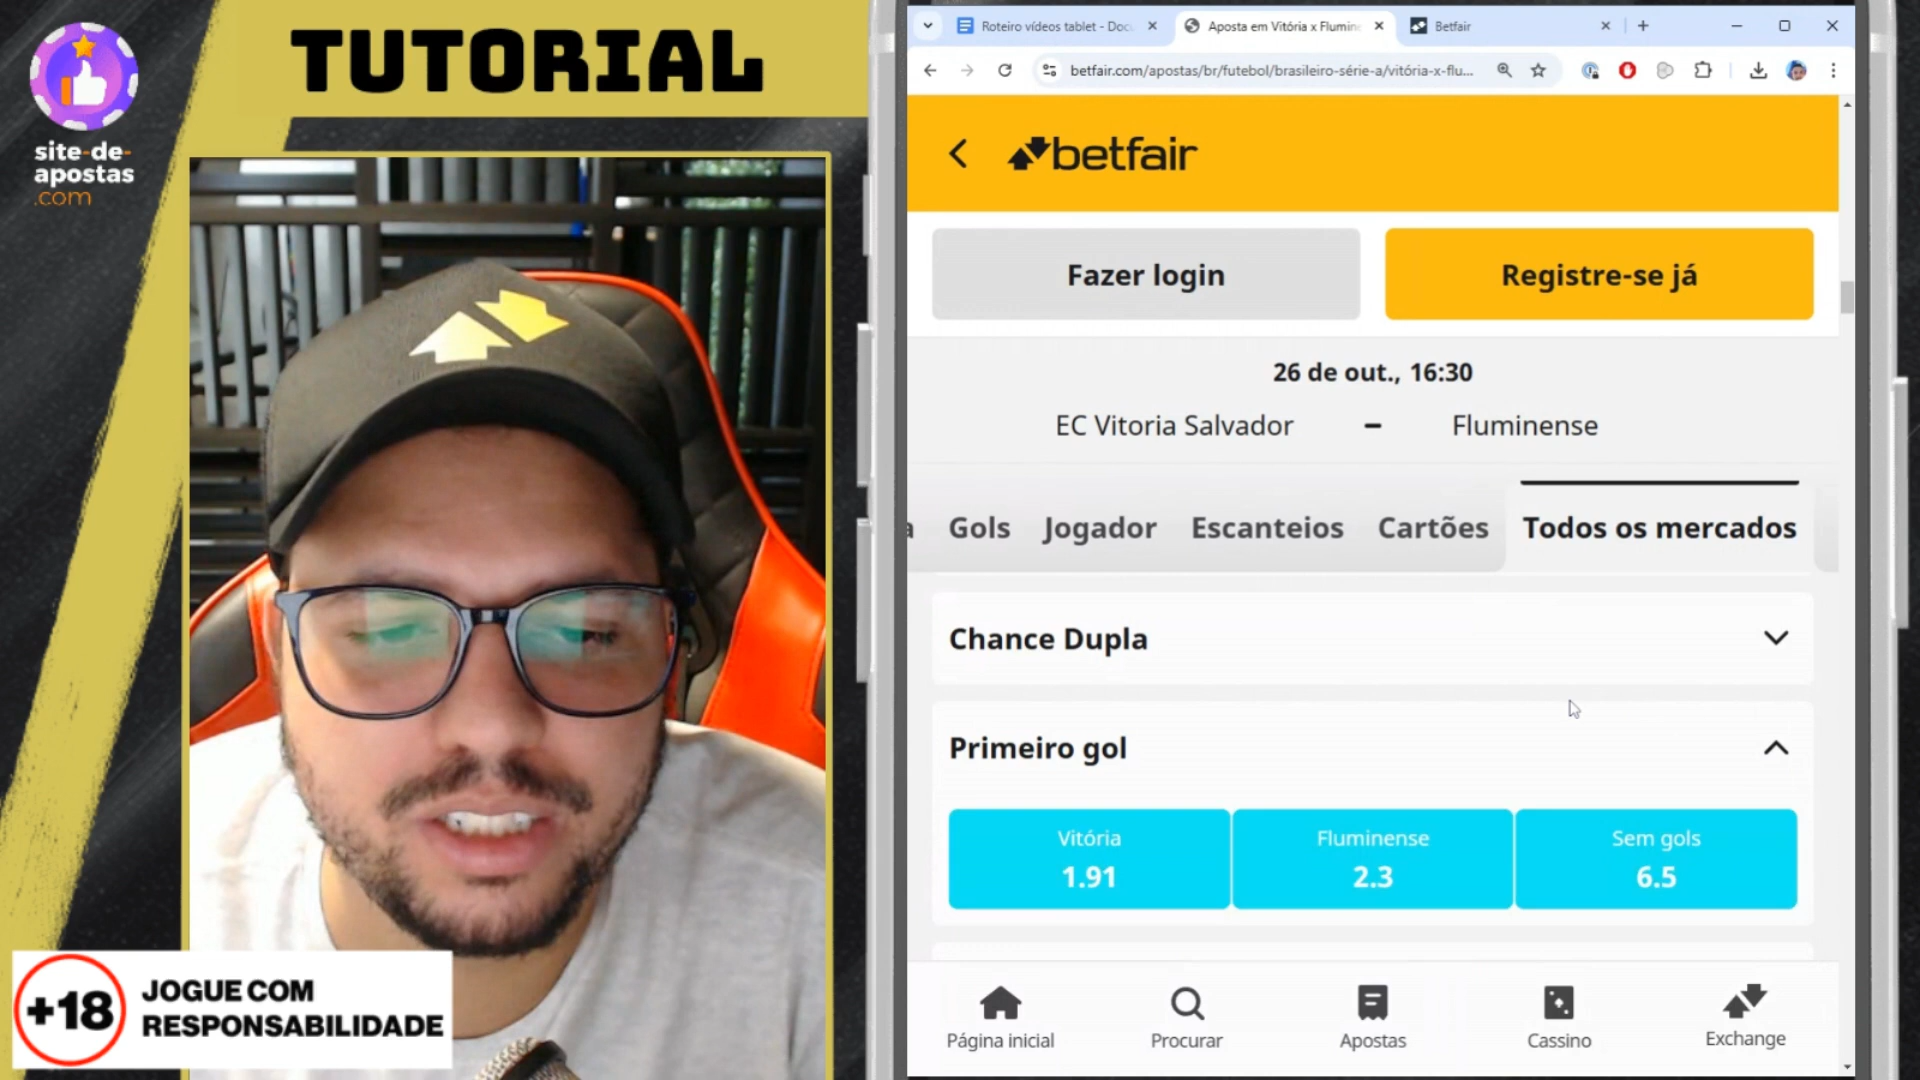 TUTORIAL
site-de-
apostas
.com
+18
JOGUE COM
RESPONSABILIDADE
Roteiro vídeos tablet - Doc
Aposta em Vitória x Flumin
Betfair
betfair.com/apostas/br/futebol/brasileiro-série-a/vitória-x-flu...
betfair
Fazer login
Registre-se já
26 de out., 16:30
EC Vitoria Salvador
-
Fluminense
a
Gols
Jogador
Escanteios
Cartões
Todos os mercados
Chance Dupla
Primeiro gol
Vitória
1.91
Fluminense
2.3
Sem gols
6.5
Página inicial
Procurar
Apostas
Cassino
Exchange